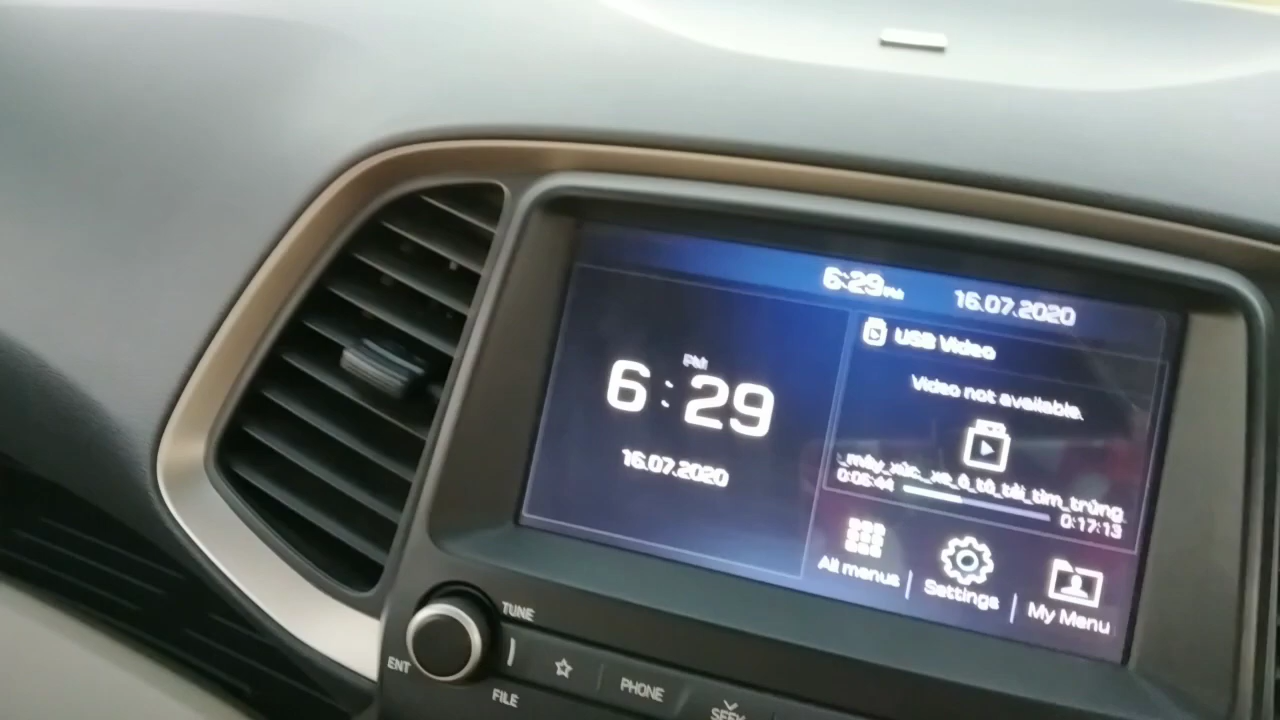 6:29 PM 16.07.2020
PM
6:29
16.07.2020
USB Video
Video not available.
_máy_xúc_xe_ô_tô_tải_tìm_trứng
0:05:44 0:17:13
All menus
Settings
My Menu
TUNE
ENT
FILE
PHONE
SEEK